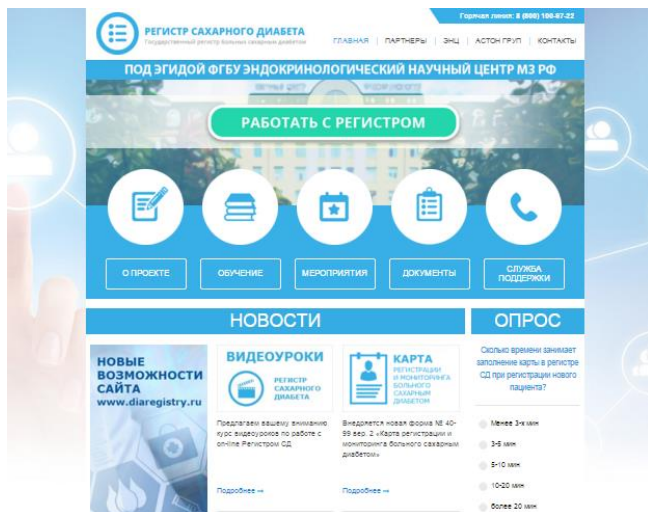 Горячая линия: 8 (800) 100-67-22
РЕГИСТР САХАРНОГО ДИАБЕТА
Государственный регистр больных сахарным диабетом
ГЛАВНАЯ | ПАРТНЕРЫ | ЭНЦ | АСТОН ГРУП | КОНТАКТЫ
ПОД ЭГИДОЙ ФГБУ ЭНДОКРИНОЛОГИЧЕСКИЙ НАУЧНЫЙ ЦЕНТР МЗ РФ
РАБОТАТЬ С РЕГИСТРОМ
О ПРОЕКТЕ
ОБУЧЕНИЕ
МЕРОПРИЯТИЯ
ДОКУМЕНТЫ
СЛУЖБА
ПОДДЕРЖКИ
НОВОСТИ
НОВЫЕ
ВОЗМОЖНОСТИ
САЙТА
www.diaregistry.ru
ВИДЕОУРОКИ
РЕГИСТР
САХАРНОГО
ДИАБЕТА
Предлагаем вашему вниманию
курс видеоуроков по работе с
on-line Регистром СД
Подробнее →
КАРТА
РЕГИСТРАЦИИ
И МОНИТОРИНГА
БОЛЬНОГО
САХАРНЫМ
ДИАБЕТОМ
Внедряется новая форма № 40-
99 вер. 2 «Карта регистрации и
мониторинга больного сахарным
диабетом»
Подробнее →
ОПРОС
Сколько времени занимает
заполнение карты в регистре
СД при регистрации нового
пациента?
Менее 3-х мин
3-5 мин
5-10 мин
10-20 мин
более 20 мин